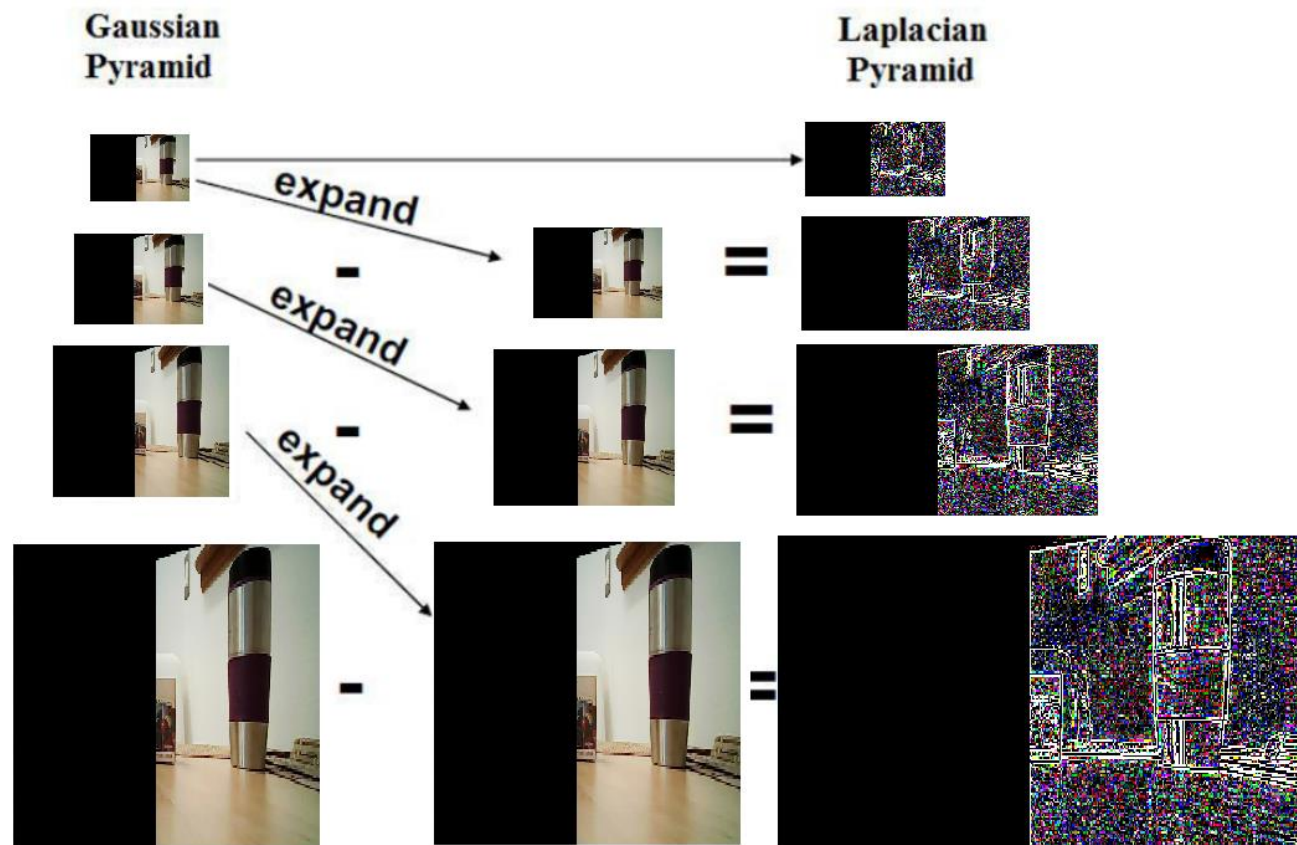 Gaussian
Pyramid
Laplacian
Pyramid
expand
-
=
expand
-
=
expand
-
=